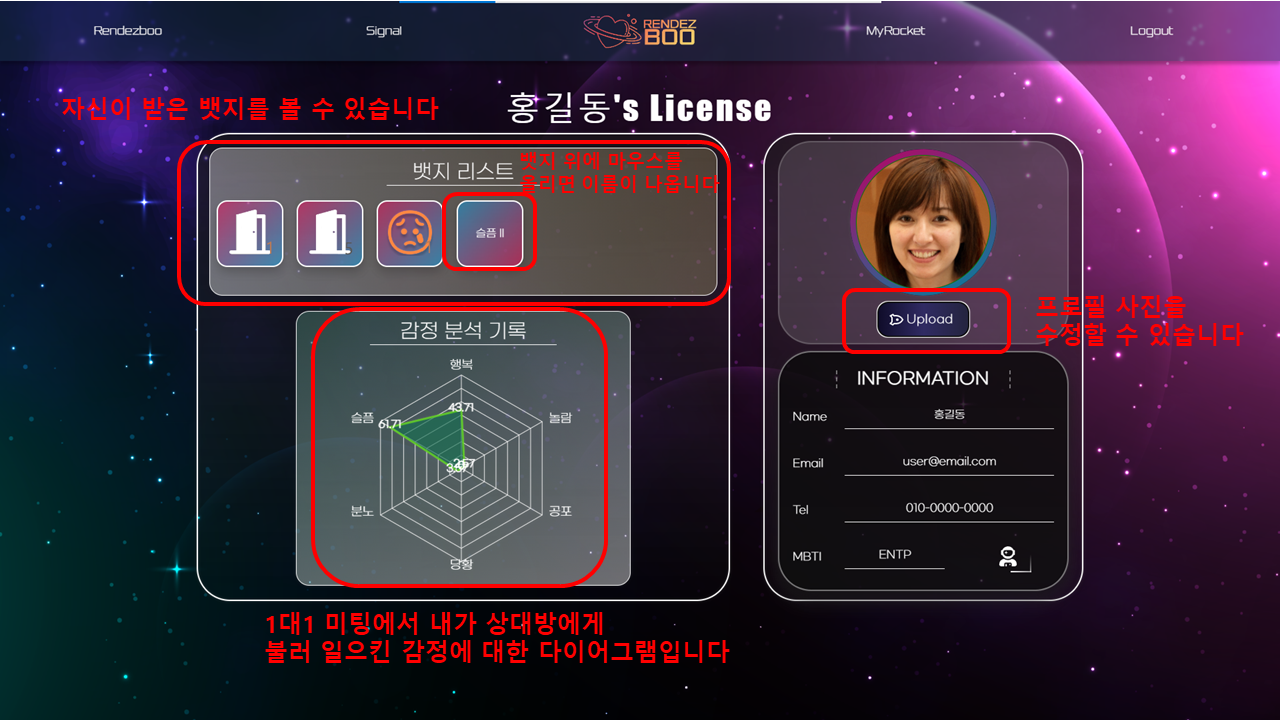 Rendezboo
Signal
RENDEZ
BOO
MyRocket
Logout
자신이 받은 뱃지를 볼 수 있습니다
홍길동's License
뱃지 리스트
뱃지 위에 마우스를
올리면 이름이 나옵니다
1
슬픔 II
Upload
프로필 사진을
수정할 수 있습니다
감정 분석 기록
행복
슬픔
놀람
43.71
61.71
분노
공포
당황
INFORMATION
Name
홍길동
Email
user@email.com
Tel
010-0000-0000
MBTI
ENTP
1대1 미팅에서 내가 상대방에게
불러 일으킨 감정에 대한 다이어그램입니다